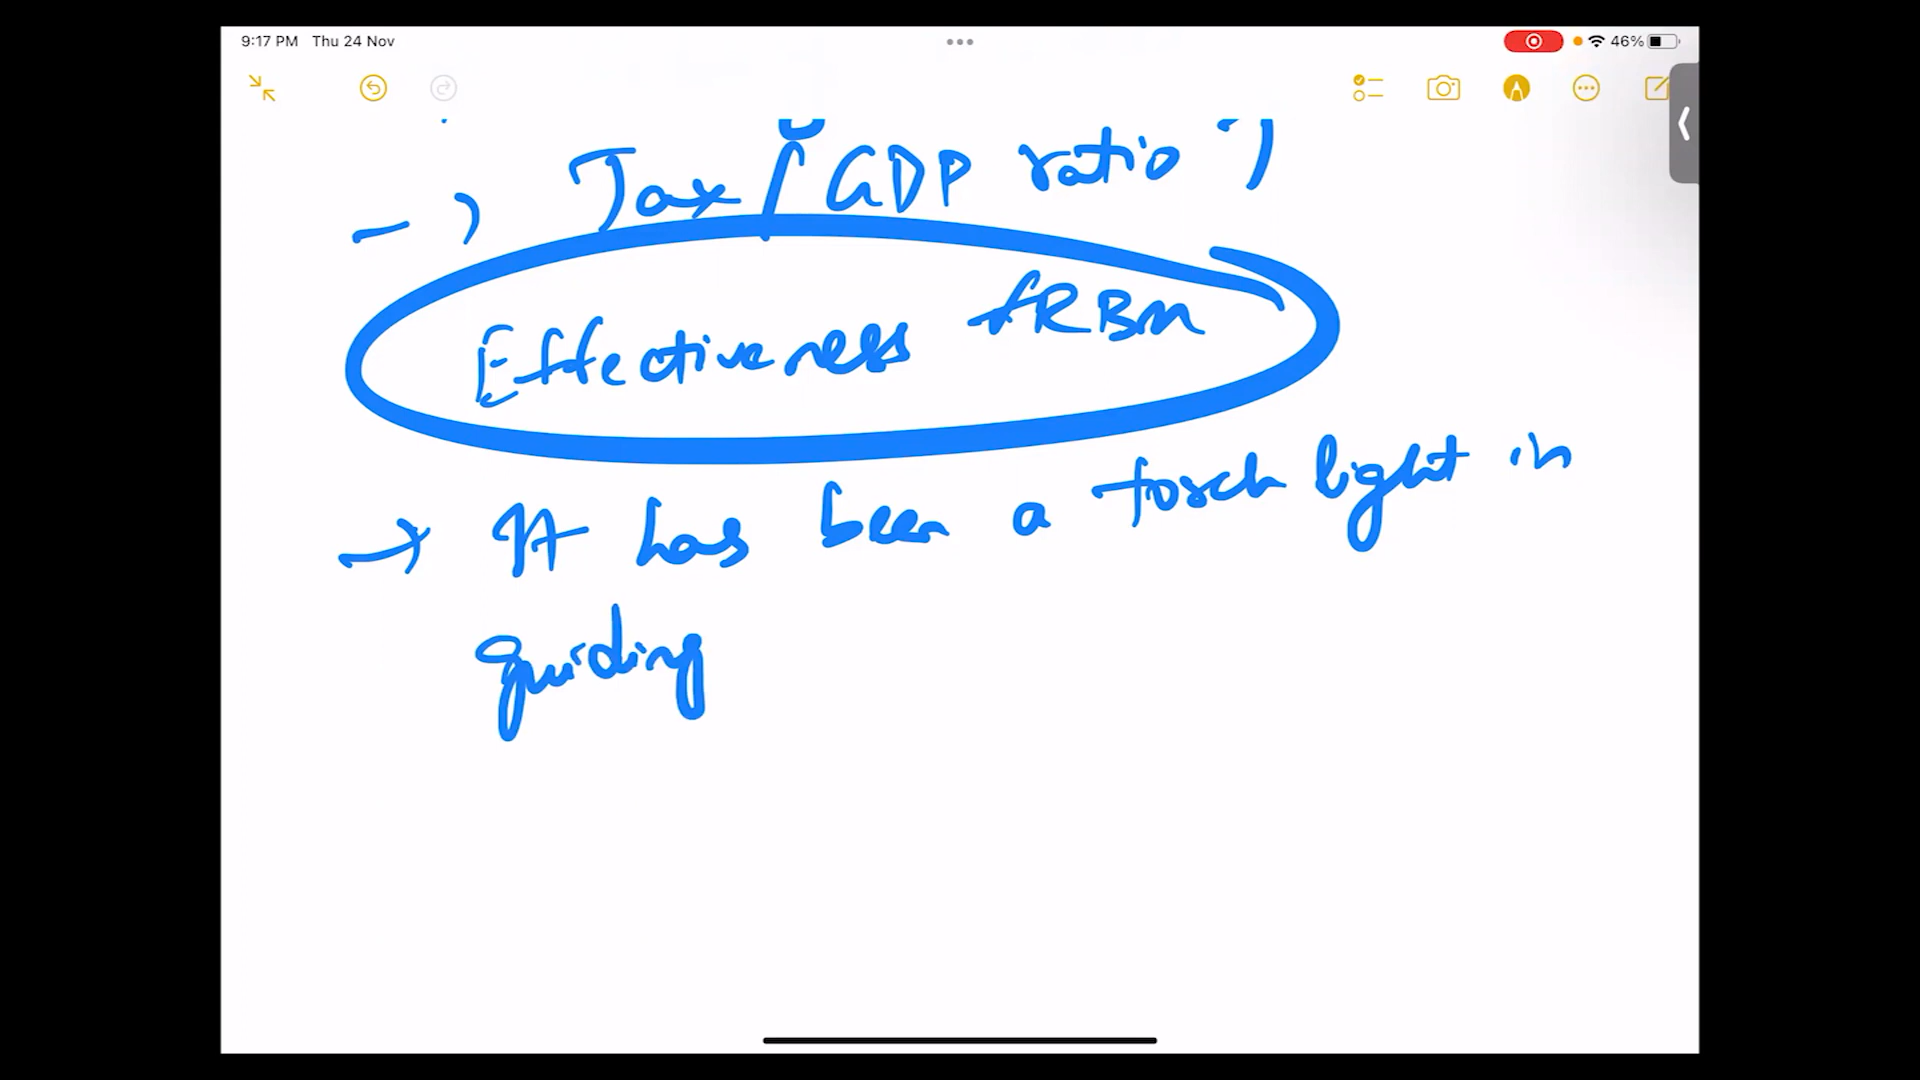 9:17 PM Thu 24 Nov
46%
Tax / GDP ratio
Effectiveness FRBM
→ It has been a torch light in
guiding